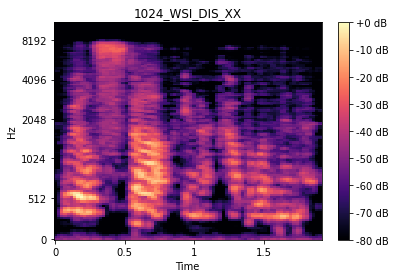 1024_WSI_DIS_XX
+0 dB
8192
-10 dB
4096
-20 dB
-30 dB
2048
-40 dB
Hz
1024
-50 dB
512
-60 dB
-70 dB
0
-80 dB
0
0.5
1
1.5
Time